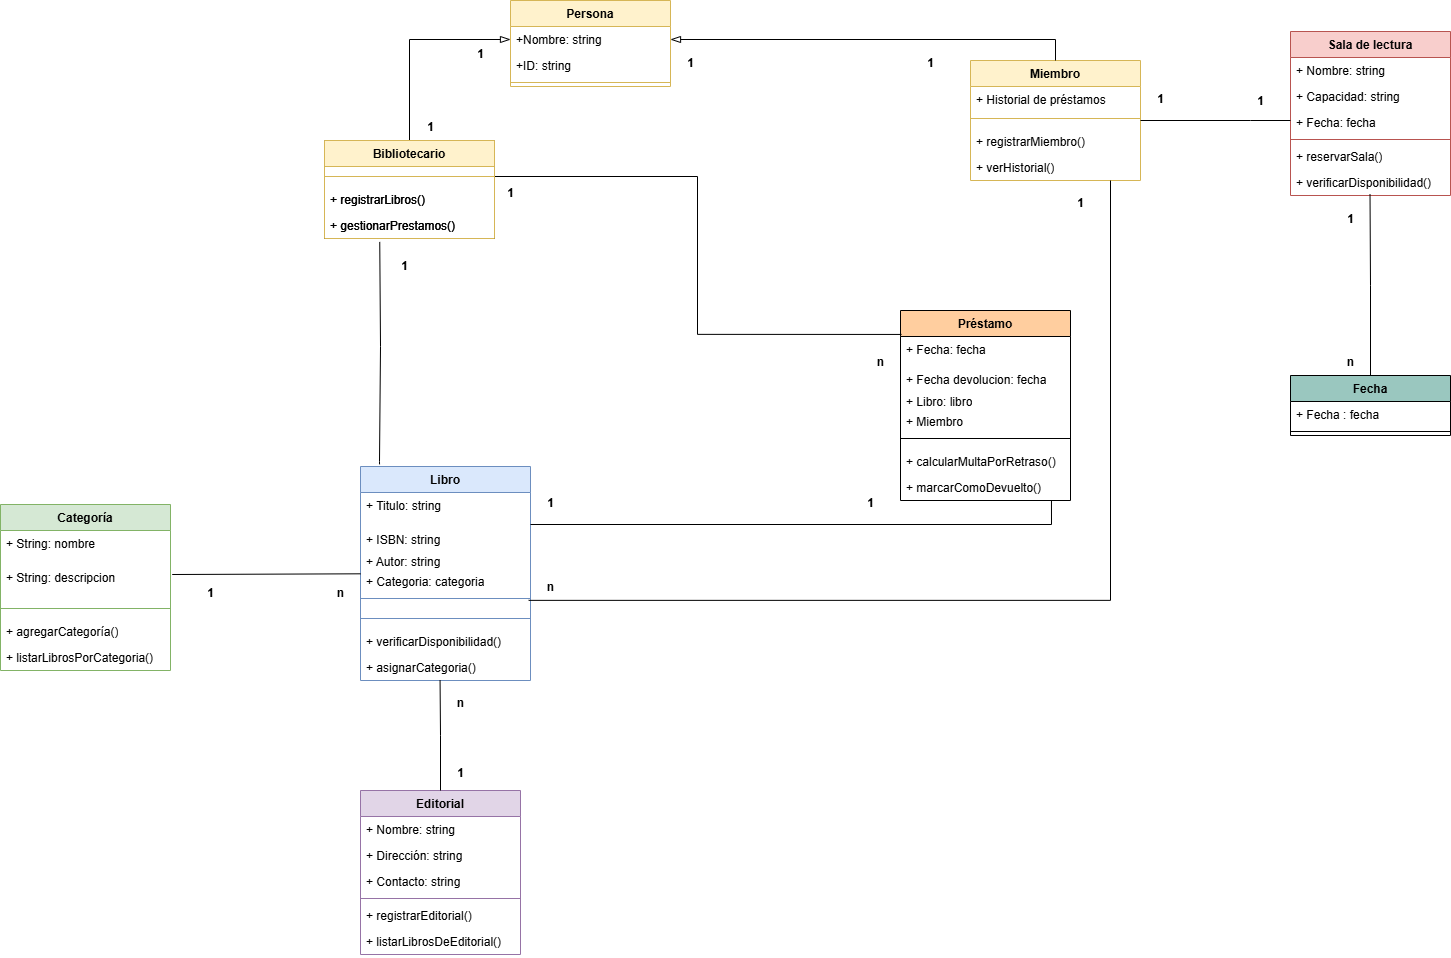 Persona
+Nombre: string
+ID: string
1
1
1
1
Bibliotecario
+ registrarLibros()
+ gestionarPrestamos()
1
1
Miembro
+ Historial de préstamos
+ registrarMiembro()
+ verHistorial()
1
1
1
Sala de lectura
+ Nombre: string
+ Capacidad: string
+ Fecha: fecha
+ reservarSala()
+ verificarDisponibilidad()
1
n
Fecha
+ Fecha : fecha
Préstamo
+ Fecha: fecha
+ Fecha devolucion: fecha
+ Libro: libro
+ Miembro
+ calcularMultaPorRetraso()
+ marcarComoDevuelto()
n
1
1
n
Libro
+ Titulo: string
+ ISBN: string
+ Autor: string
+ Categoria: categoria
+ verificarDisponibilidad()
+ asignarCategoria()
Categoría
+ String: nombre
+ String: descripcion
+ agregarCategoría()
+ listarLibrosPorCategoria()
1
n
n
1
Editorial
+ Nombre: string
+ Dirección: string
+ Contacto: string
+ registrarEditorial()
+ listarLibrosDeEditorial()